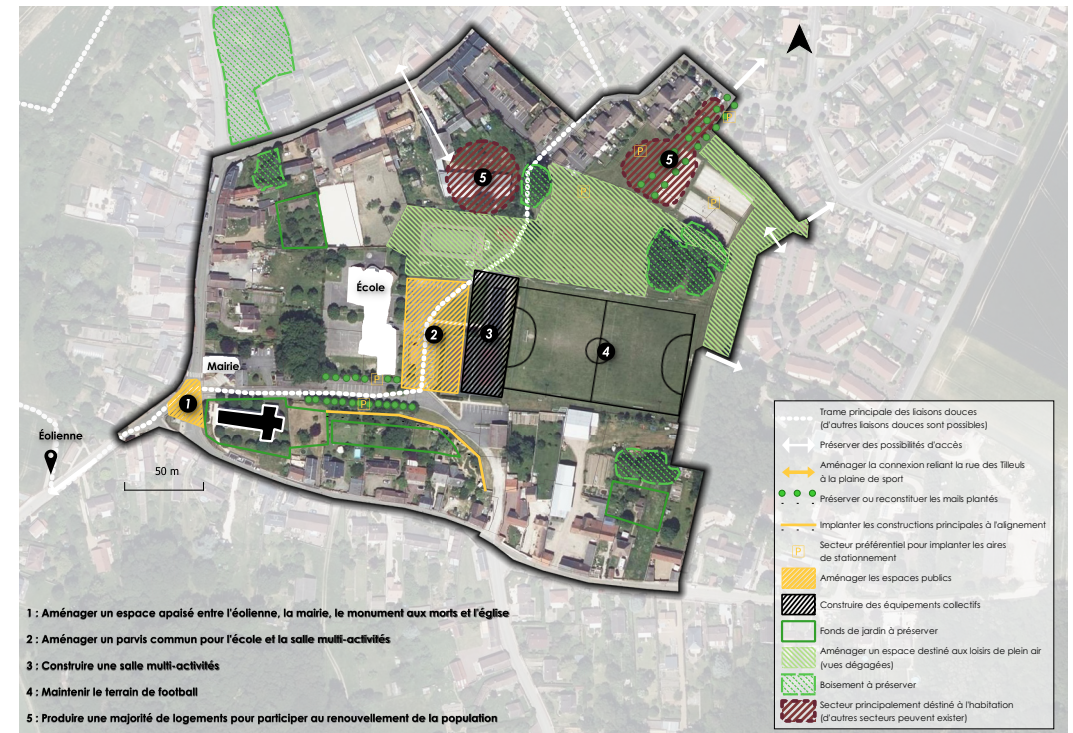 P
5
5
P
P
P
École
2
3
4
Mairie
P
P
1
Éolienne
50 m
Trame principale des liaisons douces
(d'autres liaisons douces sont possibles)
Préserver des possibilités d'accès
Aménager la connexion reliant la rue des Tilleuls
à la plaine de sport
Préserver ou reconstituer les mails plantés
Implanter les constructions principales à l'alignement
Secteur préférentiel pour implanter les aires
P
de stationnement
Aménager les espaces publics
Construire des équipements collectifs
Fonds de jardin à préserver
Aménager un espace destiné aux loisirs de plein air
(vues dégagées)
Boisement à préserver
Secteur principalement déstiné à l'habitation
(d'autres secteurs peuvent exister)
1 : Aménager un espace apaisé entre l'éolienne, la mairie, le monument aux morts et l'église
2 : Aménager un parvis commun pour l'école et la salle multi-activités
3 : Construire une salle multi-activités
4 : Maintenir le terrain de football
5 : Produire une majorité de logements pour participer au renouvellement de la population